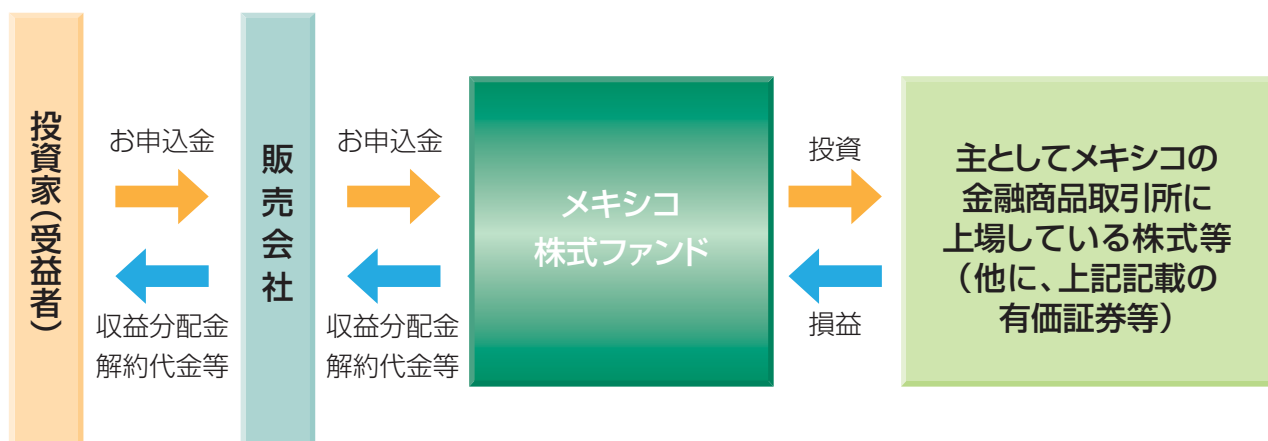 投資家(受益者)
お申込金
収益分配金
解約代金等
販売会社
お申込金
収益分配金
解約代金等
メキシコ
株式ファンド
投資
損益
主としてメキシコの
金融商品取引所に
上場している株式等
(他に、上記記載の
有価証券等)